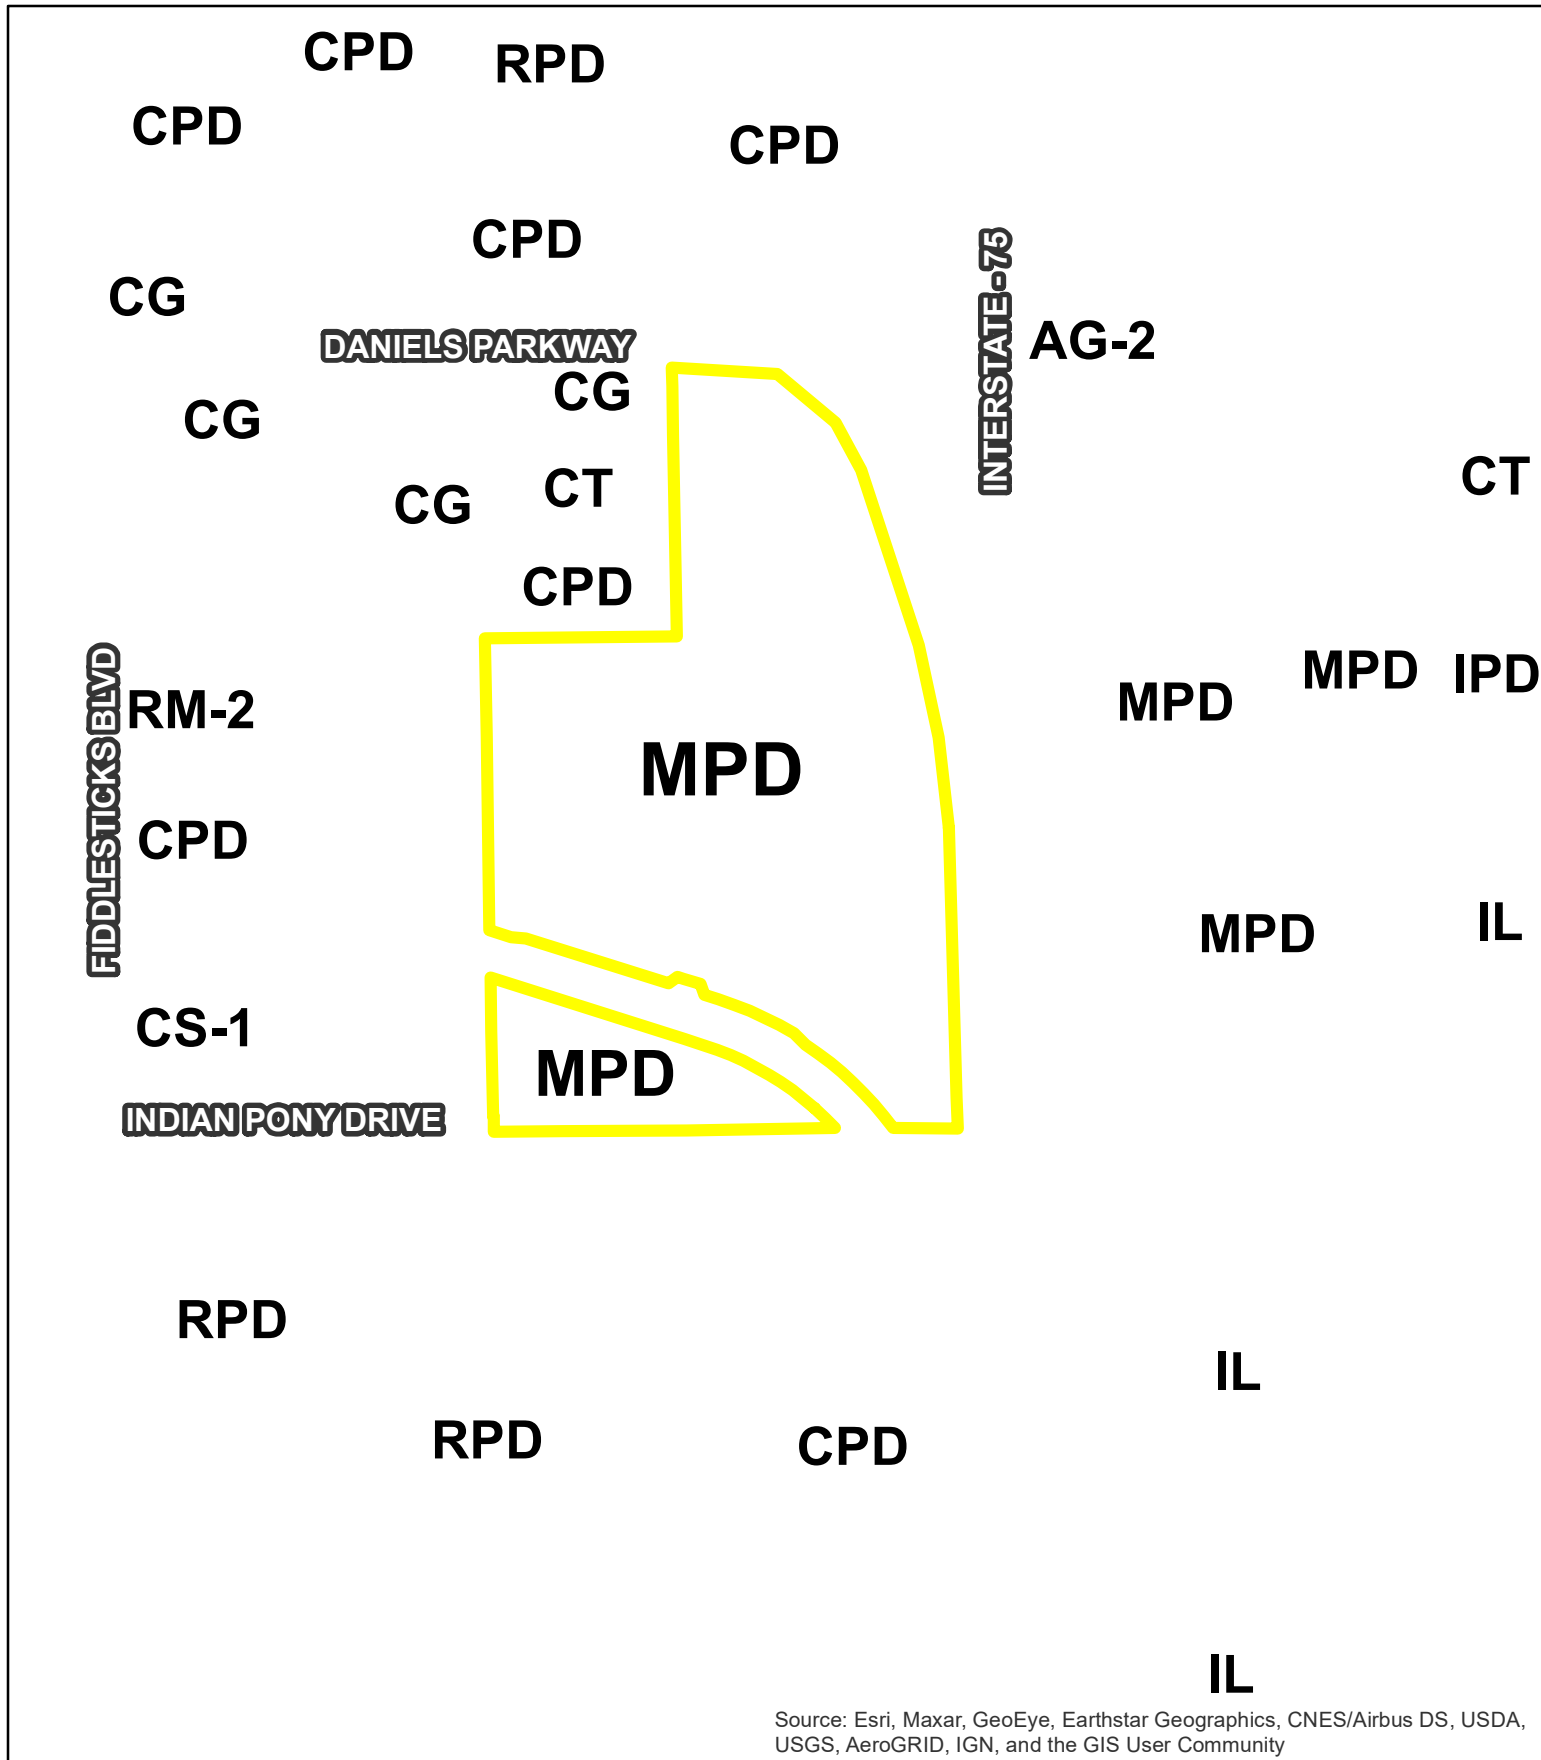 CPD
RPD
CPD
CPD
CPD
CG
INTERSTATE-75
AG-2
DANIELS PARKWAY
CG
CG
CT
CG
CT
CPD
MPD
IPD
MPD
FIDDLESTICKS BLVD
RM-2
MPD
CPD
MPD
IL
CS-1
MPD
INDIAN PONY DRIVE
RPD
IL
RPD
CPD
IL
Source: Esri, Maxar, GeoEye, Earthstar Geographics, CNES/Airbus DS, USDA,
USGS, AeroGRID, IGN, and the GIS User Community